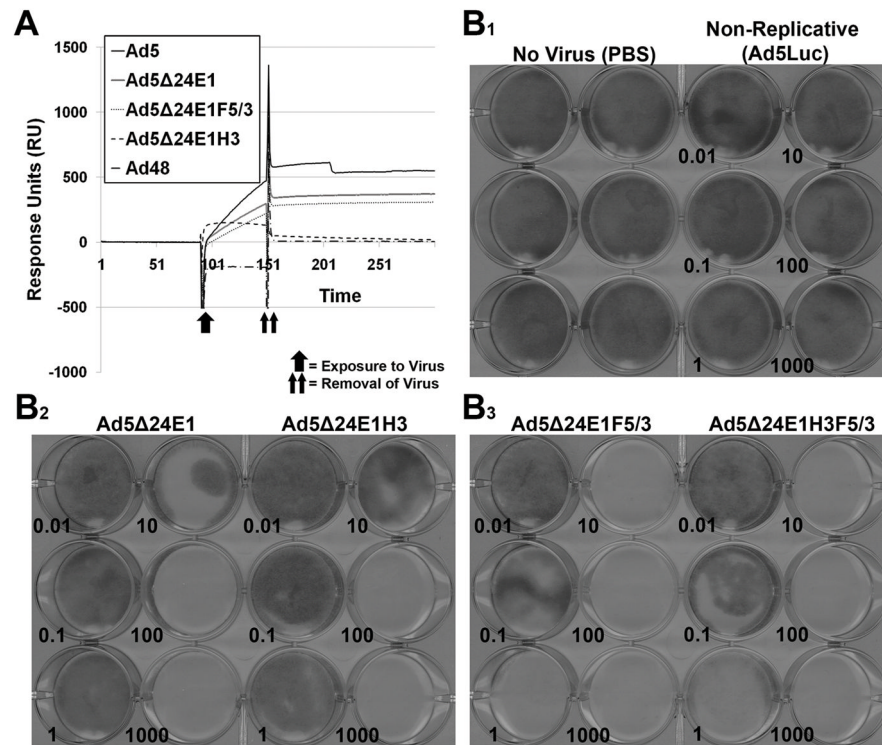 A
1500
1000
500
0
-500
-1000
Response Units (RU)
Ad5
Ad5Δ24E1
Ad5Δ24E1F5/3
Ad5Δ24E1H3
Ad48
1 51 101 151 201 251
Time
= Exposure to Virus
= Removal of Virus
B1
No Virus (PBS)
Non-Replicative
(Ad5Luc)
0.01 10
0.1 100
1 1000
B2
Ad5Δ24E1 Ad5Δ24E1H3
0.01 10 0.01 10
0.1 100 0.1 100
1 1000 1 1000
B3
Ad5Δ24E1F5/3 Ad5Δ24E1H3F5/3
0.01 10 0.01 10
0.1 100 0.1 100
1 1000 1 1000